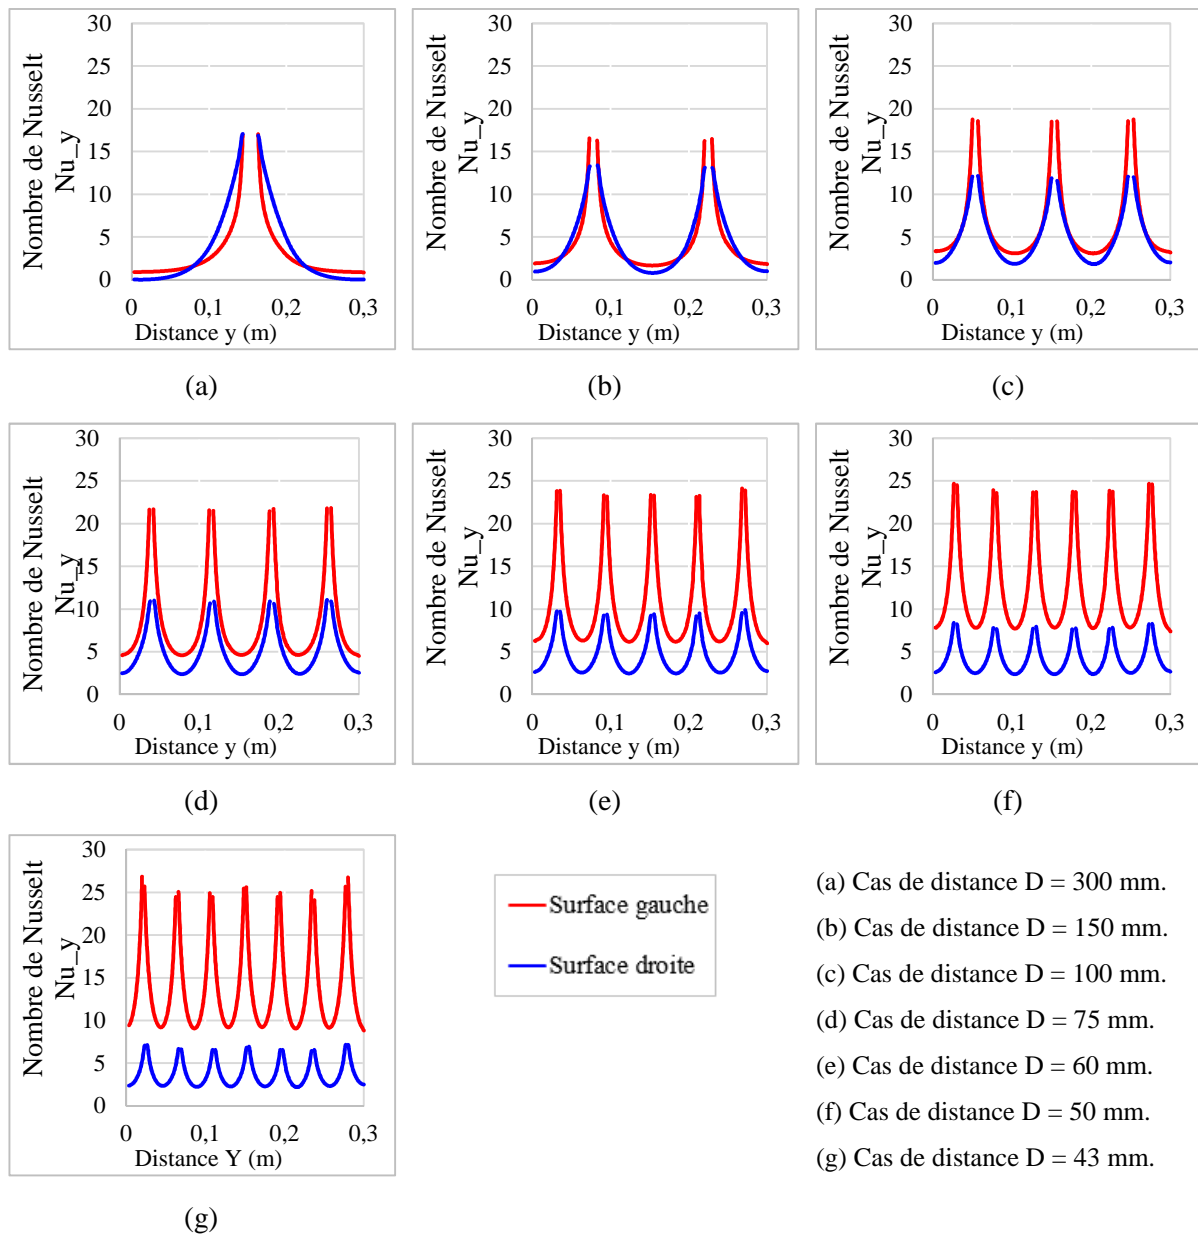 Nombre de Nusselt
Nu_y
30
25
20
15
10
5
0
0
0,1
0,2
0,3
Distance y (m)
(a)
Nombre de Nusselt
Nu_y
30
25
20
15
10
5
0
0
0,1
0,2
0,3
Distance y (m)
(b)
Nombre de Nusselt
Nu_y
30
25
20
15
10
5
0
0
0,1
0,2
0,3
Distance y (m)
(c)
Nombre de Nusselt
Nu_y
30
25
20
15
10
5
0
0
0,1
0,2
0,3
Distance y (m)
(d)
Nombre de Nusselt
Nu_y
30
25
20
15
10
5
0
0
0,1
0,2
0,3
Distance y (m)
(e)
Nombre de Nusselt
Nu_y
30
25
20
15
10
5
0
0
0,1
0,2
0,3
Distance y (m)
(f)
Nombre de Nusselt
Nu_y
30
25
20
15
10
5
0
0
0,1
0,2
0,3
Distance Y (m)
(g)
Surface gauche
Surface droite
(a) Cas de distance D = 300 mm.
(b) Cas de distance D = 150 mm.
(c) Cas de distance D = 100 mm.
(d) Cas de distance D = 75 mm.
(e) Cas de distance D = 60 mm.
(f) Cas de distance D = 50 mm.
(g) Cas de distance D = 43 mm.